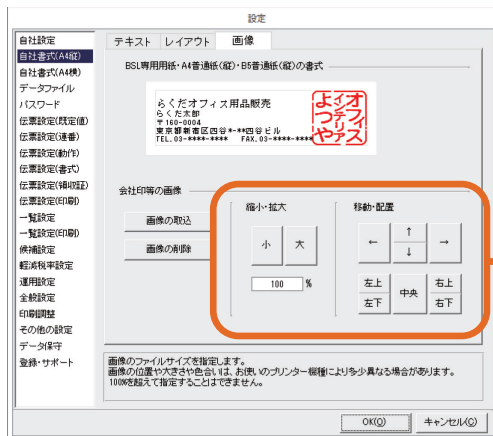 設定
自社設定
自社書式(A4縦)
自社書式(A4横)
データファイル
パスワード
伝票設定(既定値)
伝票設定(連番)
伝票設定(動作)
伝票設定(書式)
伝票設定(領収証)
伝票設定(印刷)
一覧設定
一覧設定(印刷)
候補設定
軽減税率設定
運用設定
全般設定
印刷調整
その他の設定
データ保守
登録・サポート
テキスト レイアウト 画像
BSL専用用紙・A4普通紙(縦)・B5普通紙(縦)の書式
らくだオフィス用品販売
らくだ太郎
〒160-0004
東京都新宿区四谷*-**四谷ビル
TEL.03-****-**** FAX.03-****-****
オフィス
インテリア
よつや
会社印等の画像
画像の取込
画像の削除
縮小・拡大
小 大
100 %
移動・配置
← ↑ ↓ →
左上 中央 右上
左下 右下
画像のファイルサイズを指定します。
画像の位置や大きさや色合いは、お使いのプリンター機種により多少異なる場合があります。
100%を超えて指定することはできません。
OK(O) キャンセル(C)